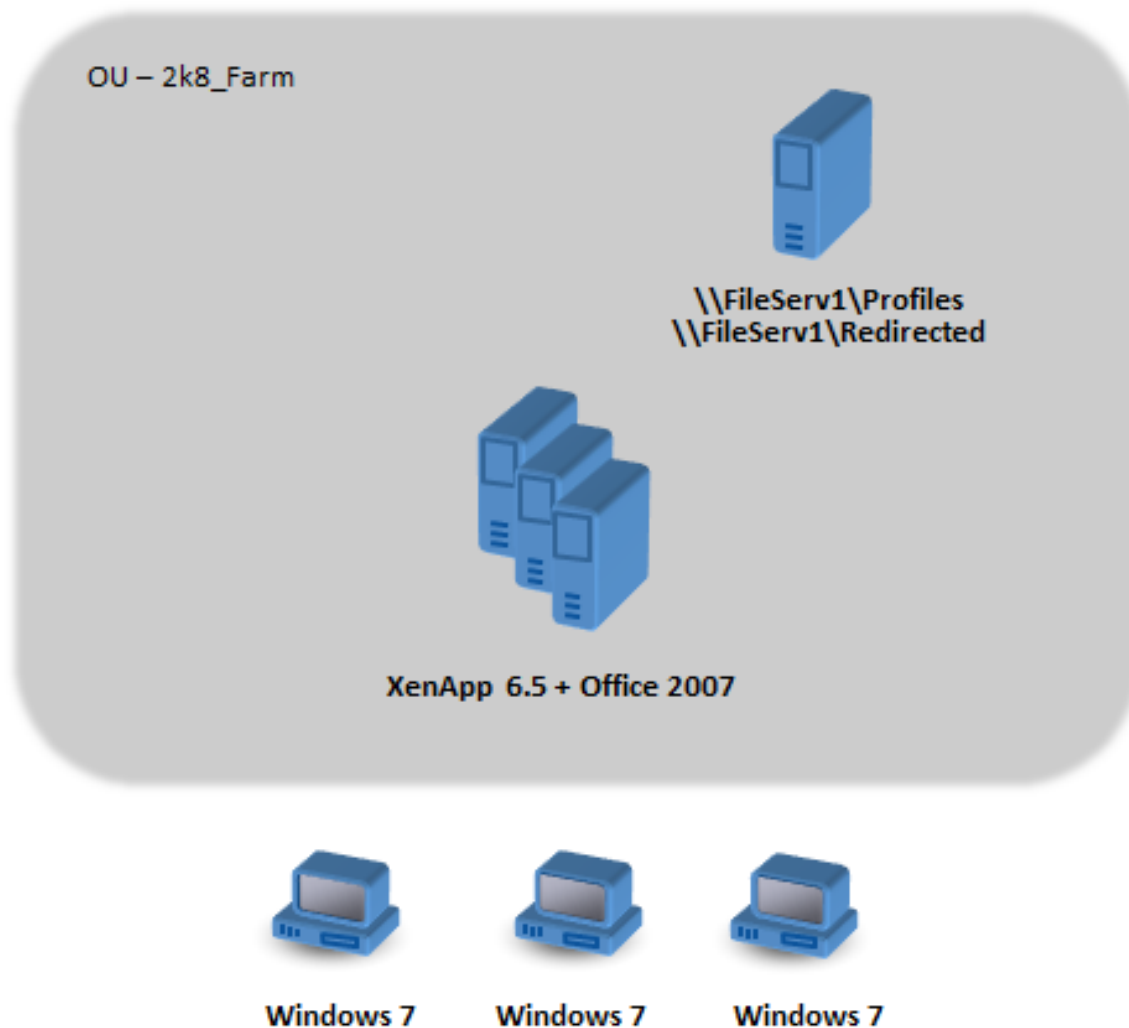 OU – 2k8_Farm
\\FileServ1\Profiles
\\FileServ1\Redirected
XenApp 6.5 + Office 2007
Windows 7
Windows 7
Windows 7